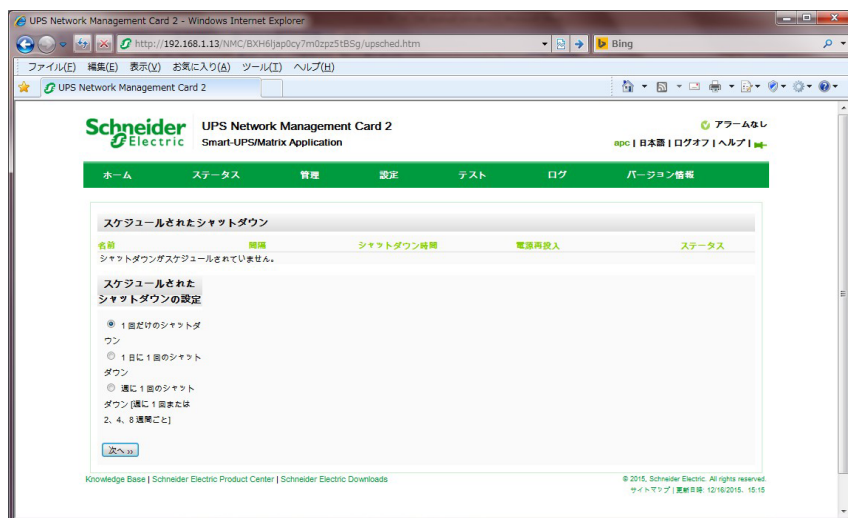 UPS Network Management Card 2 - Windows Internet Explorer
http://192.168.1.13/NMC/BXH6ljap0cy7m0zpz5tBSg/upsched.htm
Bing
ファイル(F) 編集(E) 表示(V) お気に入り(A) ツール(T) ヘルプ(H)
UPS Network Management Card 2
Schneider Electric
UPS Network Management Card 2
Smart-UPS/Matrix Application
アラームなし
apc | 日本語 | ログオフ | ヘルプ |
ホーム ステータス 管理 設定 テスト ログ バージョン情報
スケジュールされたシャットダウン
名前 間隔 シャットダウン時間 電源再投入 ステータス
シャットダウンがスケジュールされていません。
スケジュールされた
シャットダウンの設定
1回だけのシャットダ
ウン
1日に1回のシャット
ダウン
週に1回のシャット
ダウン [週に1回または
2、4、8週間ごと]
次へ »
Knowledge Base | Schneider Electric Product Center | Schneider Electric Downloads
© 2015, Schneider Electric. All rights reserved.
サイトマップ | 更新日時: 12/16/2015、15:15